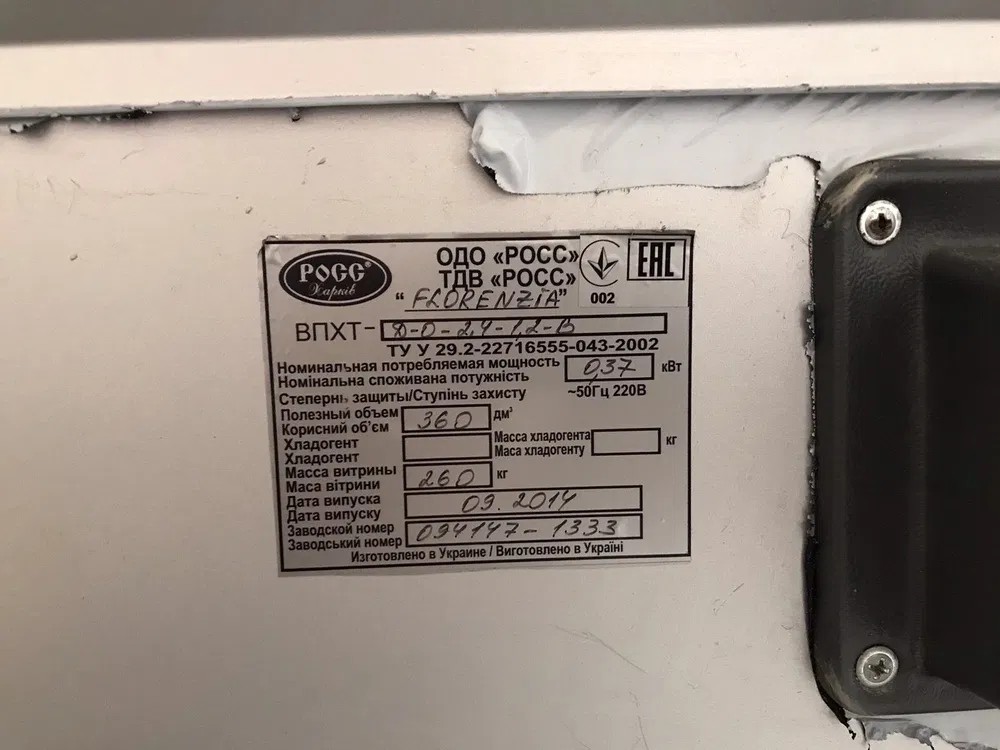 РОСС®
Харків
ОДО «РОСС»
ТДВ «РОСС»
002
ЕАС
“ FLORENZIA”
ВПХТ- Д-0-2,4-1,2-В
ТУ У 29.2-22716555-043-2002
Номинальная потребляемая мощность
Номінальна споживана потужність
0,37 кВт
~50Гц 220В
Степернь защиты/Ступінь захисту
Полезный объем
Корисний об’єм
360 дм³
Хладогент
Хладогент
Масса хладогента
Маса хладогенту
кг
Масса витрины
Маса вітрини
260 кг
Дата випуска
Дата випуску
09.2014
Заводской номер
Заводський номер
094147-1333
Изготовлено в Украине / Виготовлено в Україні